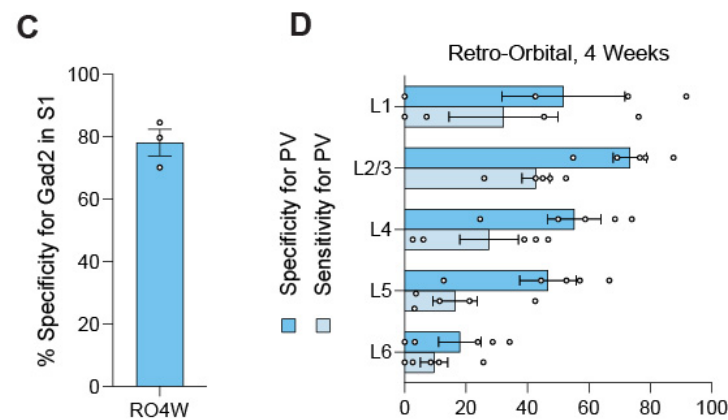 C
% Specificity for Gad2 in S1
100
80
60
40
20
0
RO4W
D
Retro-Orbital, 4 Weeks
Specificity for PV
Sensitivity for PV
L1
L2/3
L4
L5
L6
0 20 40 60 80 100